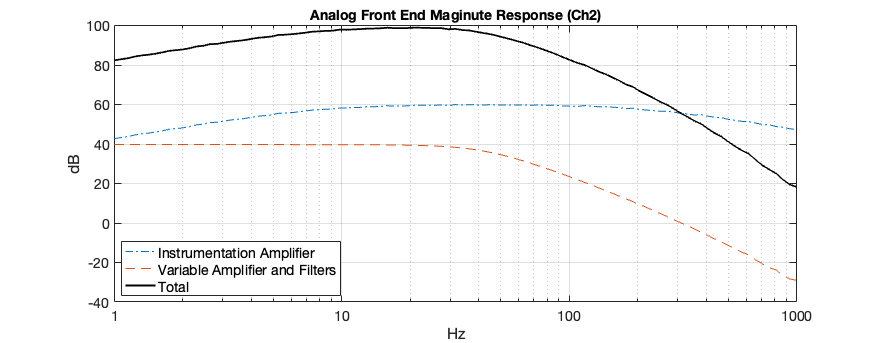 Analog Front End Maginute Response (Ch2)
100
80
60
40
20
0
-20
-40
dB
Instrumentation Amplifier
Variable Amplifier and Filters
Total
1
10
100
1000
Hz